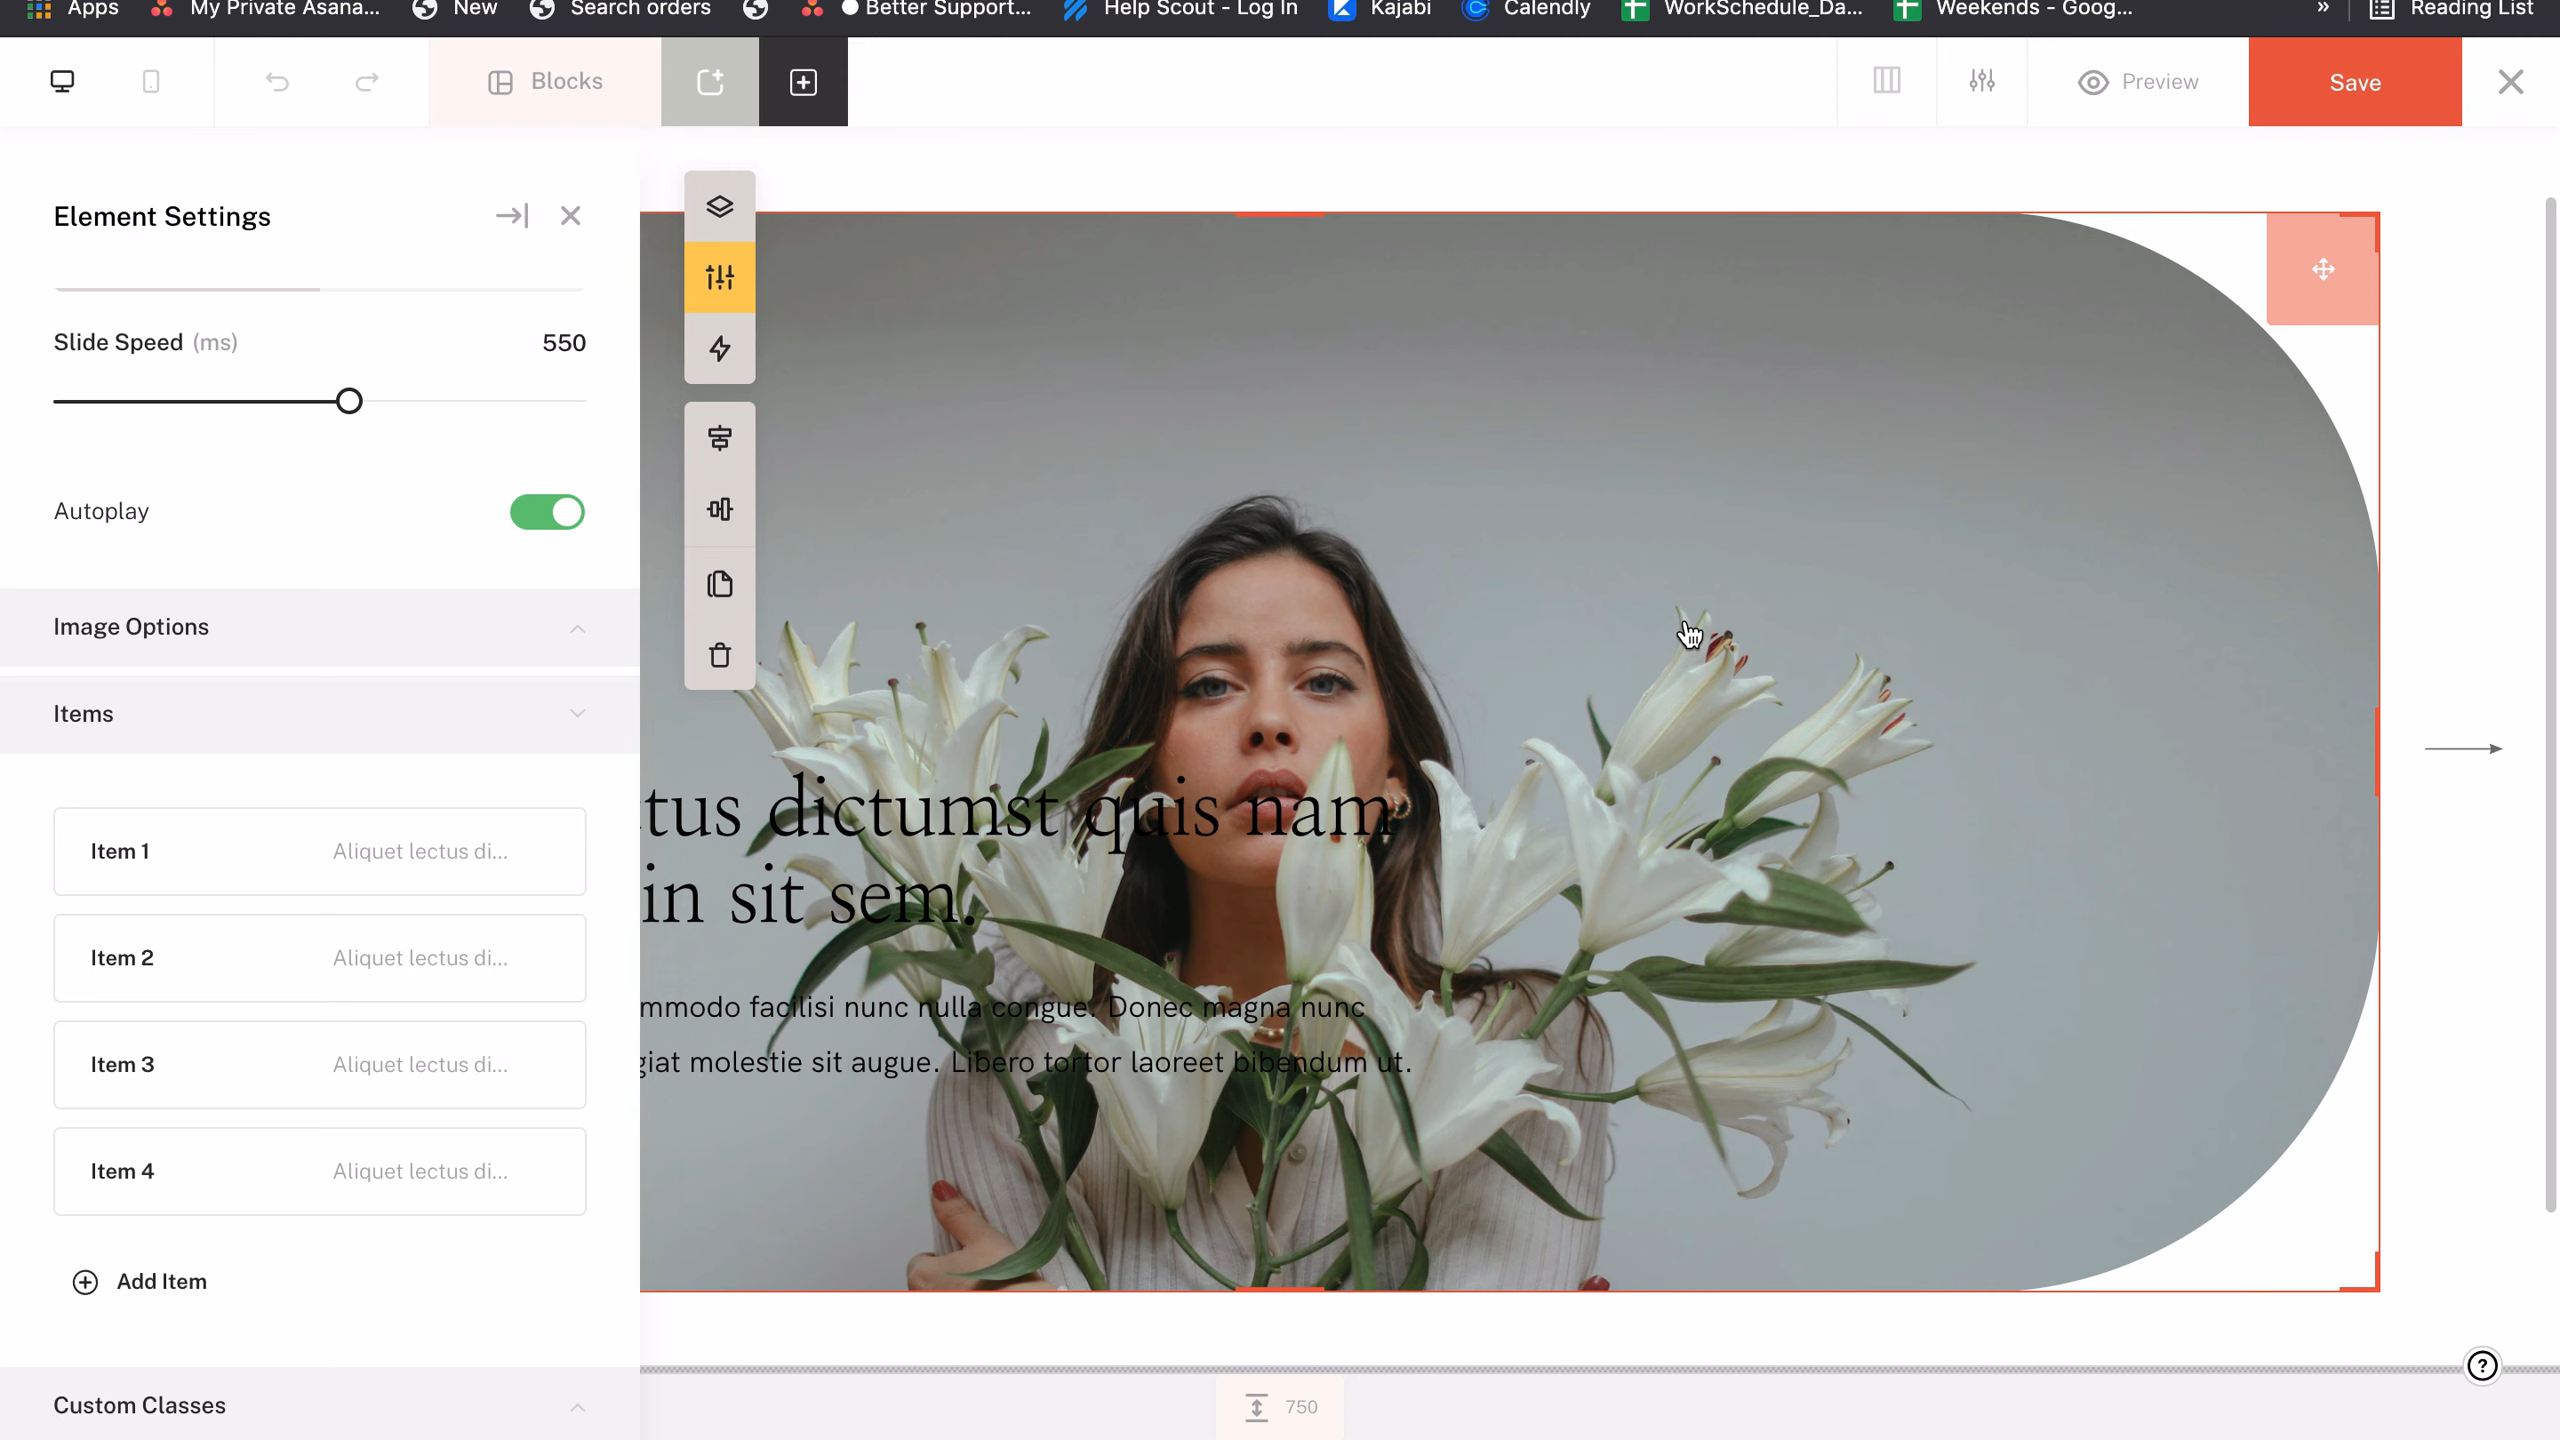 Apps My Private Asana... New Search orders Better Support... Help Scout - Log In Kajabi Calendly WorkSchedule_Da... Weekends - Goog... » Reading List
Blocks Preview Save
Element Settings
Slide Speed (ms) 550
Autoplay
Image Options
Items
Item 1 Aliquet lectus di...
Item 2 Aliquet lectus di...
Item 3 Aliquet lectus di...
Item 4 Aliquet lectus di...
Add Item
Custom Classes
ctus dictumst quis nam
in sit sem.
mmodo facilisi nunc nulla congue. Donec magna nunc
giat molestie sit augue. Libero tortor laoreet bibendum ut.
750
?